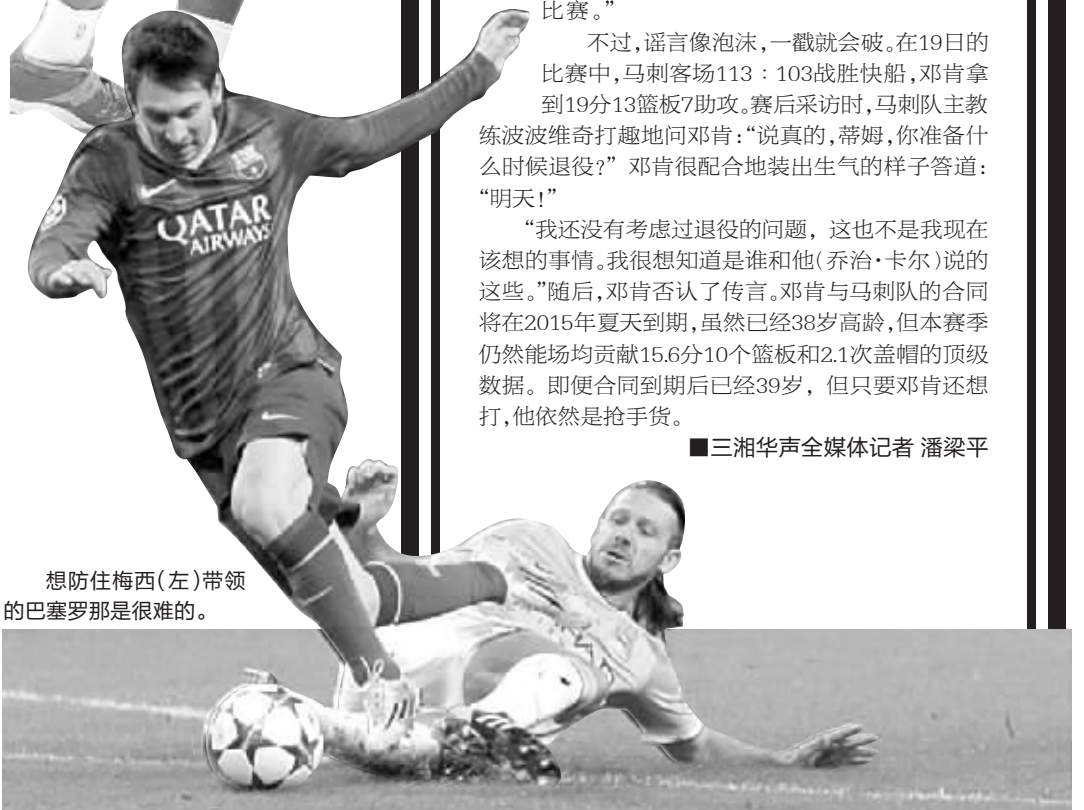 比赛。”
不过,谣言像泡沫,一戳就会破。在19日的
比赛中,马刺客场113∶103战胜快船,邓肯拿
到19分13篮板7助攻。赛后采访时,马刺队主教
练波波维奇打趣地问邓肯:“说真的,蒂姆,你准备什
么时候退役?” 邓肯很配合地装出生气的样子答道:
“明天!”
“我还没有考虑过退役的问题, 这也不是我现在
该想的事情。我很想知道是谁和他(乔治·卡尔)说的
这些。”随后,邓肯否认了传言。邓肯与马刺队的合同
将在2015年夏天到期,虽然已经38岁高龄,但本赛季
仍然能场均贡献15.6分10个篮板和2.1次盖帽的顶级
数据。即便合同到期后已经39岁, 但只要邓肯还想
打,他依然是抢手货。
■三湘华声全媒体记者 潘梁平
QATAR
AIRWAYS
想防住梅西(左)带领
的巴塞罗那是很难的。